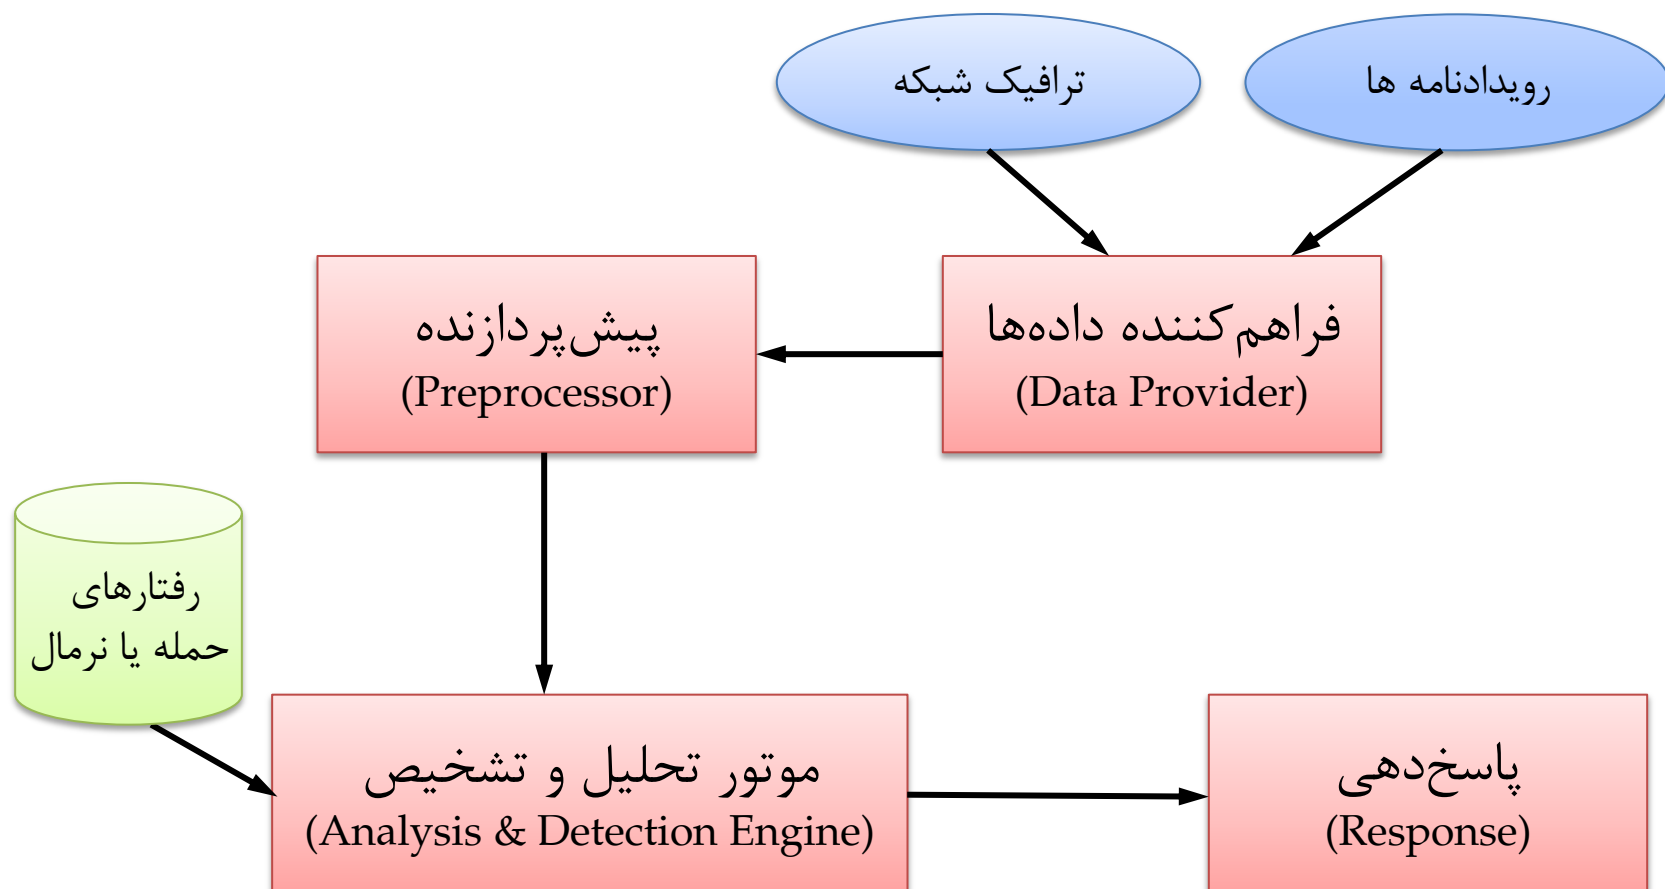 رویدادنامه ها
ترافیک شبکه
فراهم‌کننده داده‌ها
(Data Provider)
پیش‌پردازنده
(Preprocessor)
رفتارهای
حمله یا نرمال
موتور تحلیل و تشخیص
(Analysis & Detection Engine)
پاسخ‌دهی
(Response)